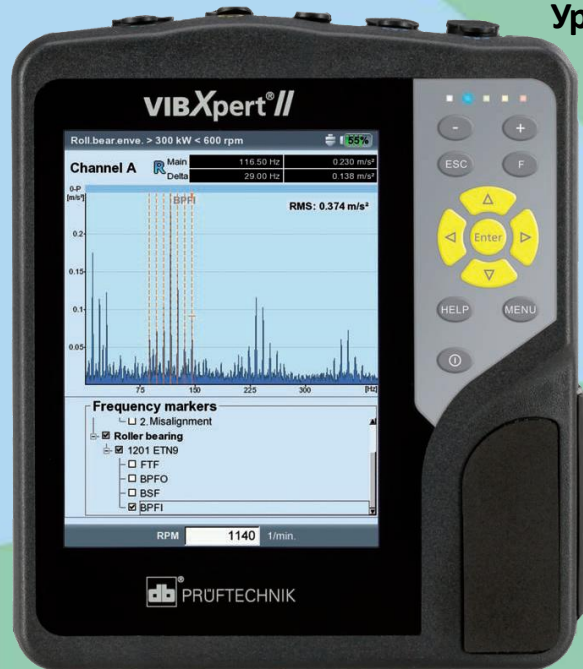 Ур
VIBXpert® II
Roll.bear.enve. > 300 kW < 600 rpm 55%
Channel A R Main 116.50 Hz 0.230 m/s²
Delta 29.00 Hz 0.138 m/s²
0-P
[m/s²]
BPFI
RMS: 0.374 m/s²
0.2
0.15
0.1
0.05
75 150 225 300 [Hz]
Frequency markers
2. Misalignment
Roller bearing
1201 ETN9
FTF
BPFO
BSF
BPFI
RPM 1140 1/min.
db® PRÜFTECHNIK
- +
ESC F
Enter
HELP MENU